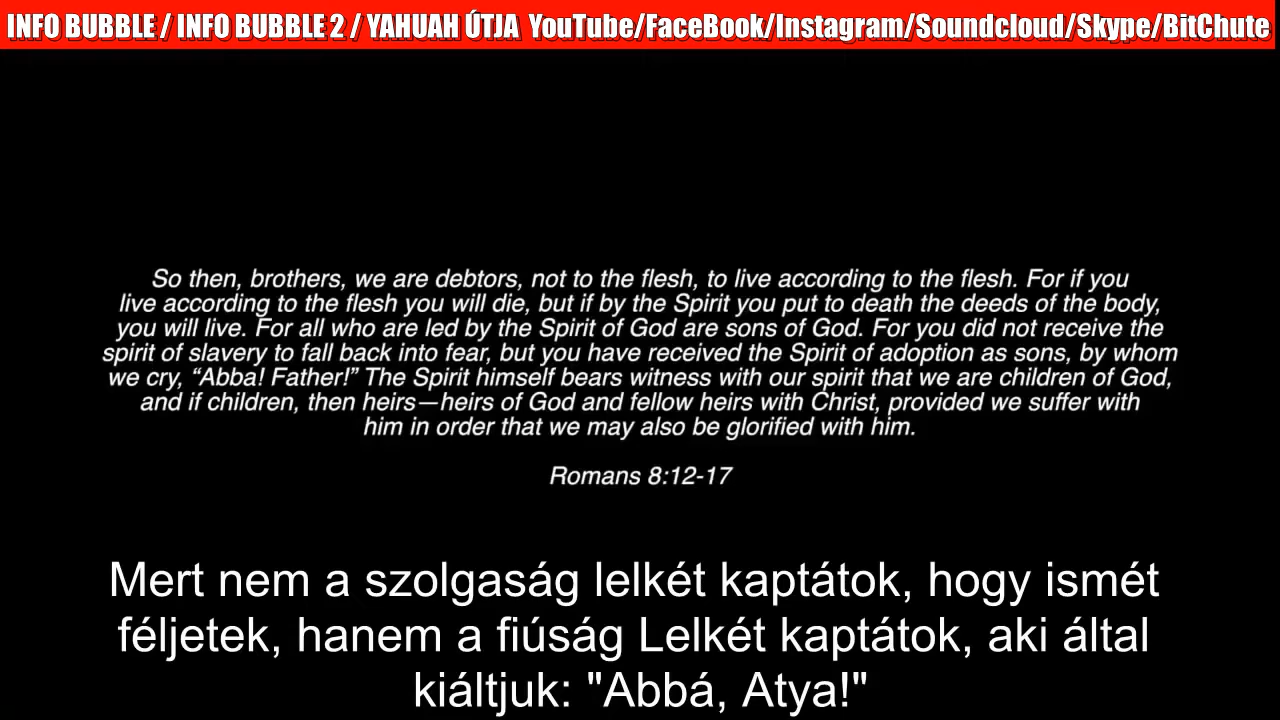 INFO BUBBLE / INFO BUBBLE 2 / YAHUAH ÚTJA YouTube/FaceBook/Instagram/Soundcloud/Skype/BitChute
So then, brothers, we are debtors, not to the flesh, to live according to the flesh. For if you
live according to the flesh you will die, but if by the Spirit you put to death the deeds of the body,
you will live. For all who are led by the Spirit of God are sons of God. For you did not receive the
spirit of slavery to fall back into fear, but you have received the Spirit of adoption as sons, by whom
we cry, “Abba! Father!” The Spirit himself bears witness with our spirit that we are children of God,
and if children, then heirs—heirs of God and fellow heirs with Christ, provided we suffer with
him in order that we may also be glorified with him.
Romans 8:12-17
Mert nem a szolgaság lelkét kaptátok, hogy ismét
féljetek, hanem a fiúság Lelkét kaptátok, aki által
kiáltjuk: "Abbá, Atya!"